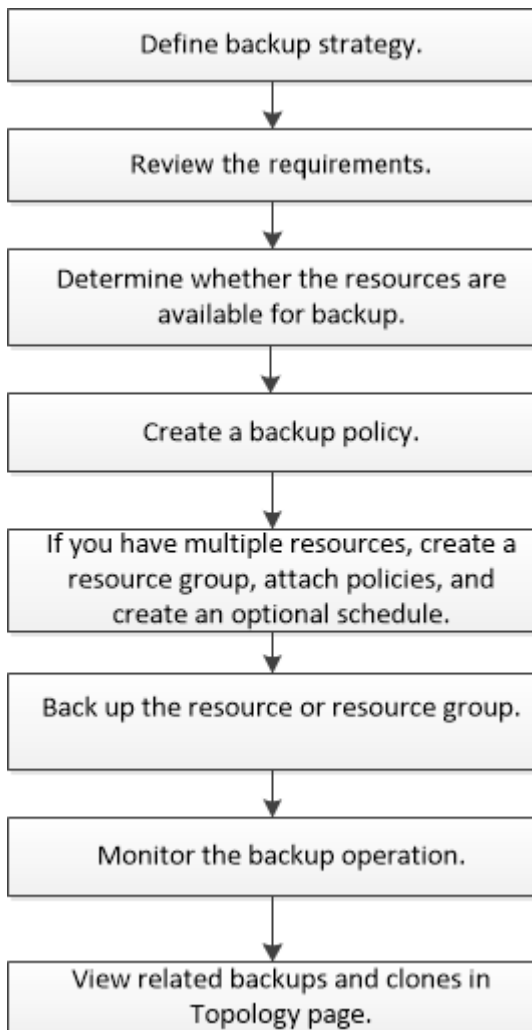 Define backup strategy.
Review the requirements.
Determine whether the resources are
available for backup.
Create a backup policy.
If you have multiple resources, create a
resource group, attach policies, and
create an optional schedule.
Back up the resource or resource group.
Monitor the backup operation.
View related backups and clones in
Topology page.